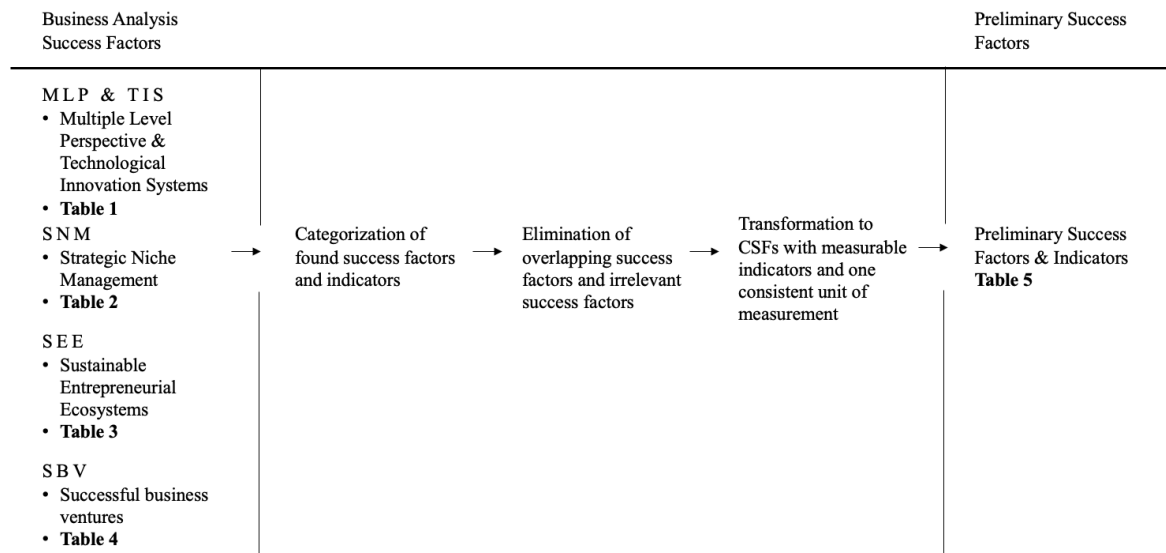 Business Analysis
Success Factors
Preliminary Success
Factors
MLP & TIS
• Multiple Level
Perspective &
Technological
Innovation Systems
• Table 1
SNM
• Strategic Niche
Management
• Table 2
SEE
• Sustainable
Entrepreneurial
Ecosystems
• Table 3
SBV
• Successful business
ventures
• Table 4
Categorization of
found success factors
and indicators
Elimination of
overlapping success
factors and irrelevant
success factors
Transformation to
CSFs with measurable
indicators and one
consistent unit of
measurement
Preliminary Success
Factors & Indicators
Table 5